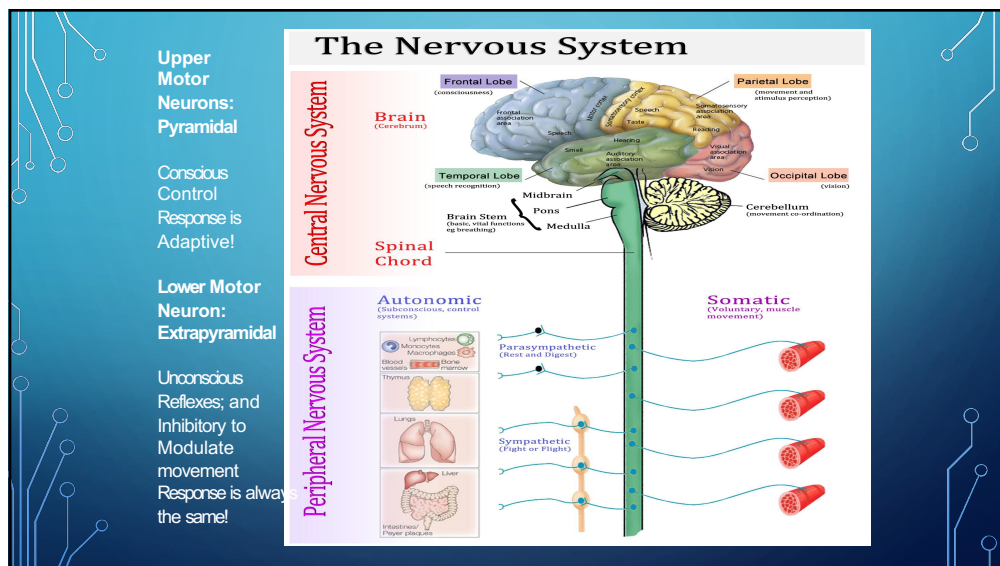 Upper
Motor
Neurons:
Pyramidal
Conscious
Control
Response is
Adaptive!
Lower Motor
Neuron:
Extrapyramidal
Unconscious
Reflexes; and
Inhibitory to
Modulate
movement
Response is always
the same!
The Nervous System
Central Nervous System
Brain
(Cerebrum)
Frontal Lobe
(consciousness)
Parietal Lobe
(movement and
stimulus perception)
Frontal
association
area
Motor cortex
Somatosensory cortex
Speech
Taste
Somatosensory
association
area
Reading
Speech
Hearing
Smell
Auditory
association
area
Visual
association
area
Vision
Temporal Lobe
(speech recognition)
Occipital Lobe
(vision)
Midbrain
Pons
Medulla
Brain Stem
(basic, vital functions
eg breathing)
Cerebellum
(movement co-ordination)
Spinal
Chord
Peripheral Nervous System
Autonomic
(Subconscious, control
systems)
Somatic
(Voluntary, muscle
movement)
Lymphocytes
Monocytes
Macrophages
Blood
vessels
Bone
marrow
Thymus
Lungs
Liver
Intestines/
Peyer plaques
Parasympathetic
(Rest and Digest)
Sympathetic
(Fight or Flight)